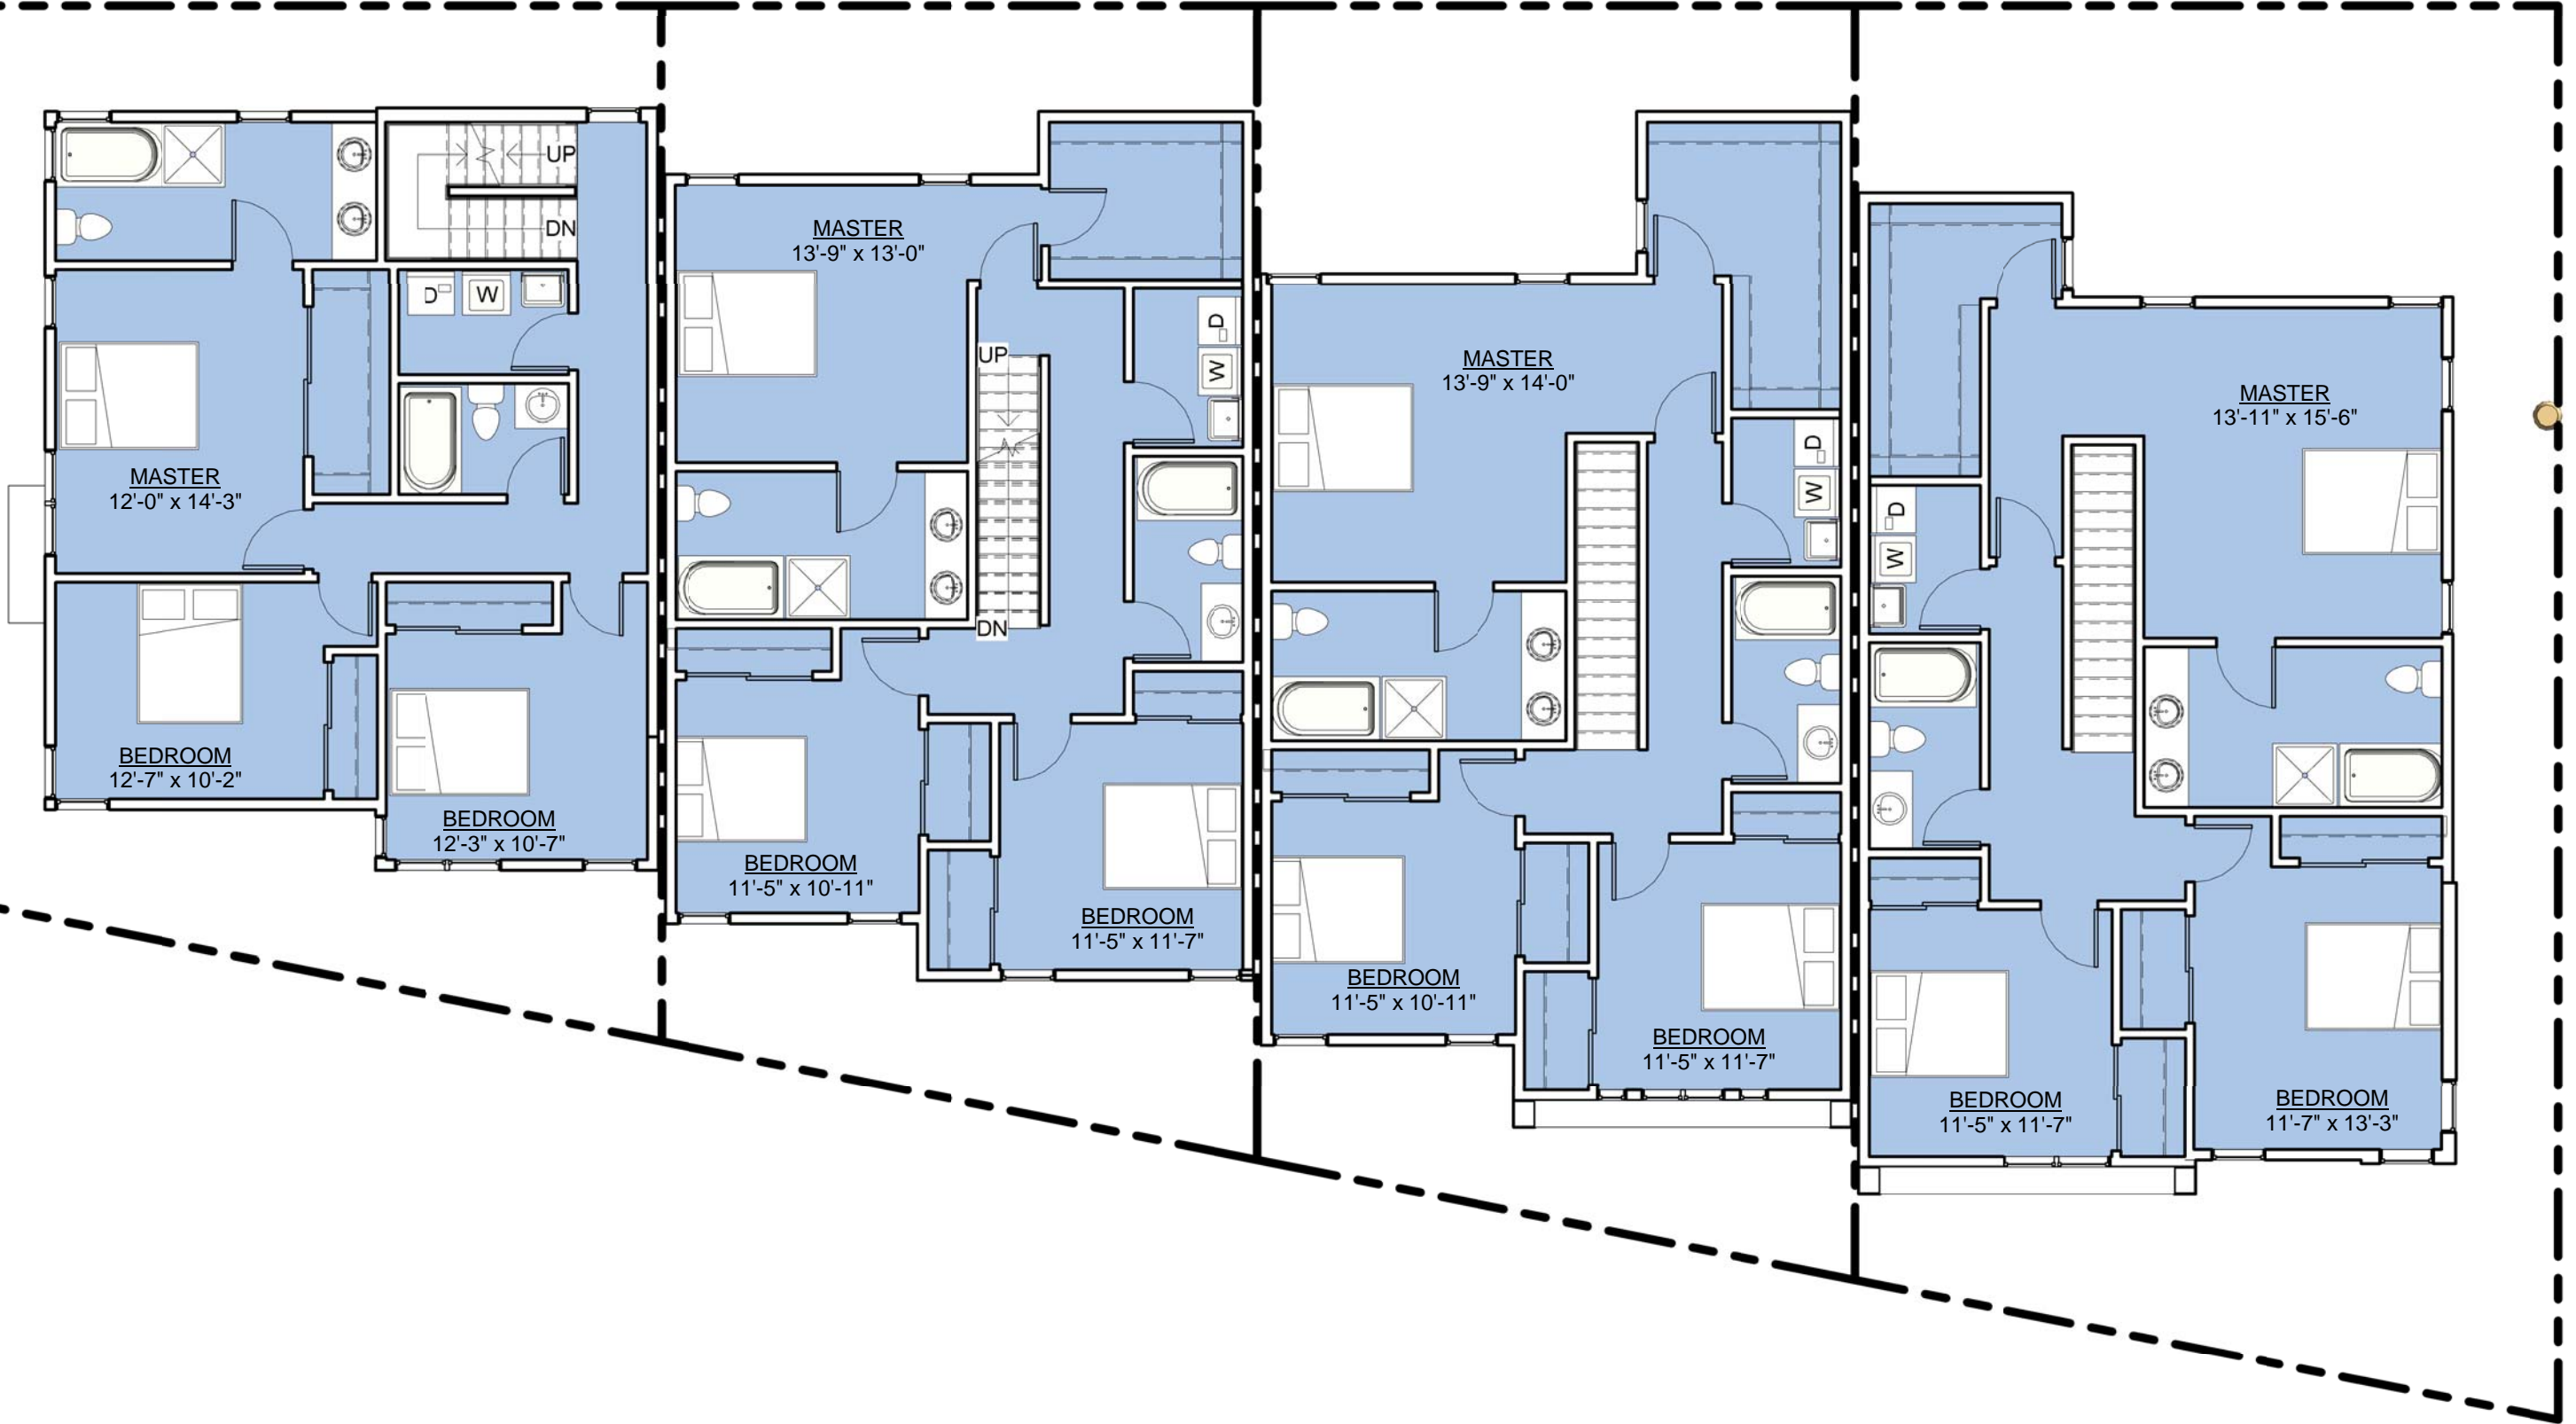 UP
DN
D
W
MASTER
12'-0" x 14'-3"
BEDROOM
12'-7" x 10'-2"
BEDROOM
12'-3" x 10'-7"
MASTER
13'-9" x 13'-0"
D
W
UP
DN
BEDROOM
11'-5" x 10'-11"
BEDROOM
11'-5" x 11'-7"
MASTER
13'-9" x 14'-0"
D
W
BEDROOM
11'-5" x 10'-11"
BEDROOM
11'-5" x 11'-7"
MASTER
13'-11" x 15'-6"
D
W
BEDROOM
11'-5" x 11'-7"
BEDROOM
11'-7" x 13'-3"